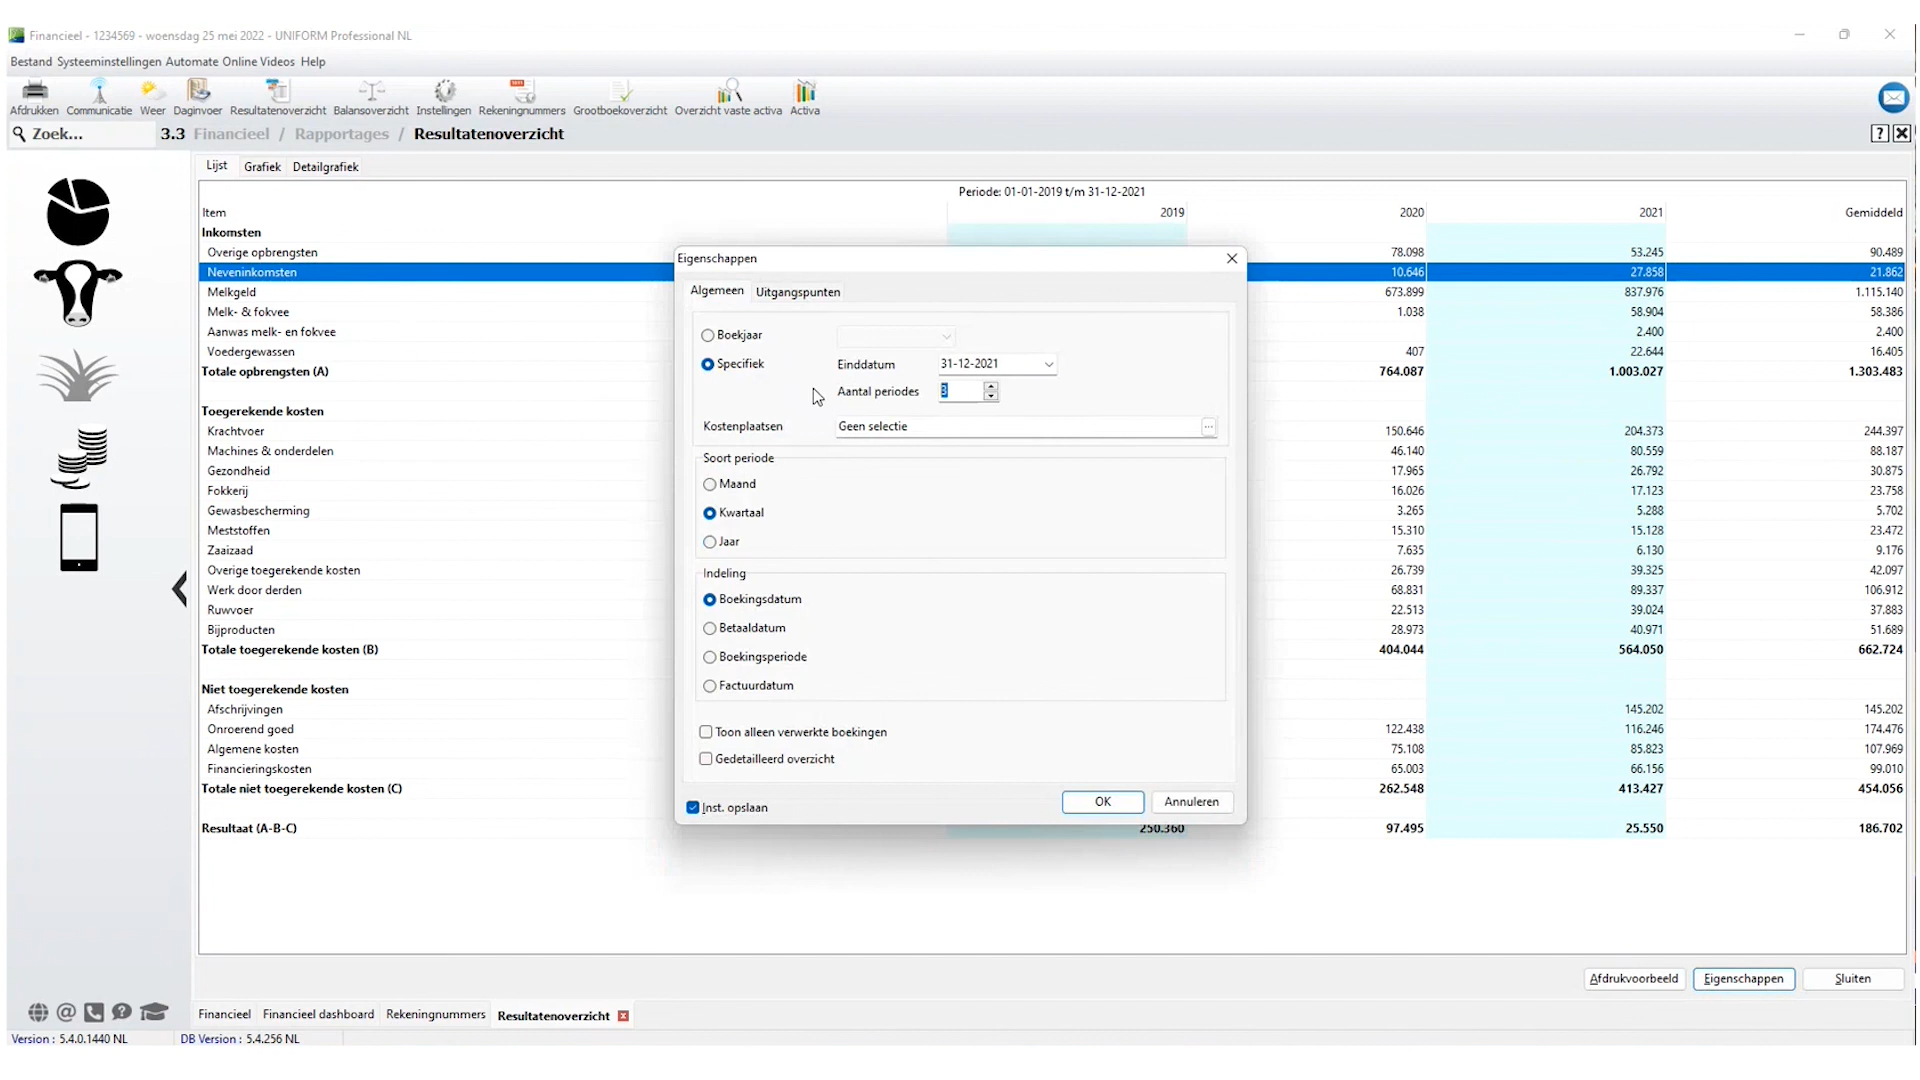 Financieel - 1234569 - woensdag 25 mei 2022 - UNIFORM Professional NL
Bestand Systeeminstellingen Automate Online Videos Help
Afdrukken Communicatie Weer Daginvoer Resultatenoverzicht Balansoverzicht Instellingen Rekeningnummers Grootboekoverzicht Overzicht vaste activa Activa
Zoek... 3.3 Financieel / Rapportages / Resultatenoverzicht
Lijst Grafiek Detailgrafiek
Periode: 01-01-2019 t/m 31-12-2021
Item 2019 2020 2021 Gemiddeld
Inkomsten
Overige opbrengsten 78.098 53.245 90.489
Neveninkomsten 10.646 27.858 21.862
Melkgeld 673.899 837.976 1.115.140
Melk- & fokvee 1.038 58.904 58.386
Aanwas melk- en fokvee 2.400 2.400
Voedergewassen 407 22.644 16.405
Totale opbrengsten (A) 764.087 1.003.027 1.303.483
Toegerekende kosten
Krachtvoer 150.646 204.373 244.397
Machines & onderdelen 46.140 80.559 88.187
Gezondheid 17.965 26.792 30.875
Fokkerij 16.026 17.123 23.758
Gewasbescherming 3.265 5.288 5.702
Meststoffen 15.310 15.128 23.472
Zaaizaad 7.635 6.130 9.176
Overige toegerekende kosten 26.739 39.325 42.097
Werk door derden 68.831 89.337 106.912
Ruwvoer 22.513 39.024 37.883
Bijproducten 28.973 40.971 51.689
Totale toegerekende kosten (B) 404.044 564.050 662.724
Niet toegerekende kosten
Afschrijvingen 145.202 145.202
Onroerend goed 122.438 116.246 174.476
Algemene kosten 75.108 85.823 107.969
Financieringskosten 65.003 66.156 99.010
Totale niet toegerekende kosten (C) 262.548 413.427 454.056
Resultaat (A-B-C) 250.360 97.495 25.550 186.702
Eigenschappen
Algemeen Uitgangspunten
Boekjaar
Specifiek Einddatum 31-12-2021
Aantal periodes 3
Kostenplaatsen Geen selectie ...
Soort periode
Maand
Kwartaal
Jaar
Indeling
Boekingsdatum
Betaaldatum
Boekingsperiode
Factuurdatum
Toon alleen verwerkte boekingen
Gedetailleerd overzicht
Inst. opslaan OK Annuleren
Afdrukvoorbeeld Eigenschappen Sluiten
Financieel Financieel dashboard Rekeningnummers Resultatenoverzicht
Version : 5.4.0.1440 NL DB Version : 5.4.256 NL